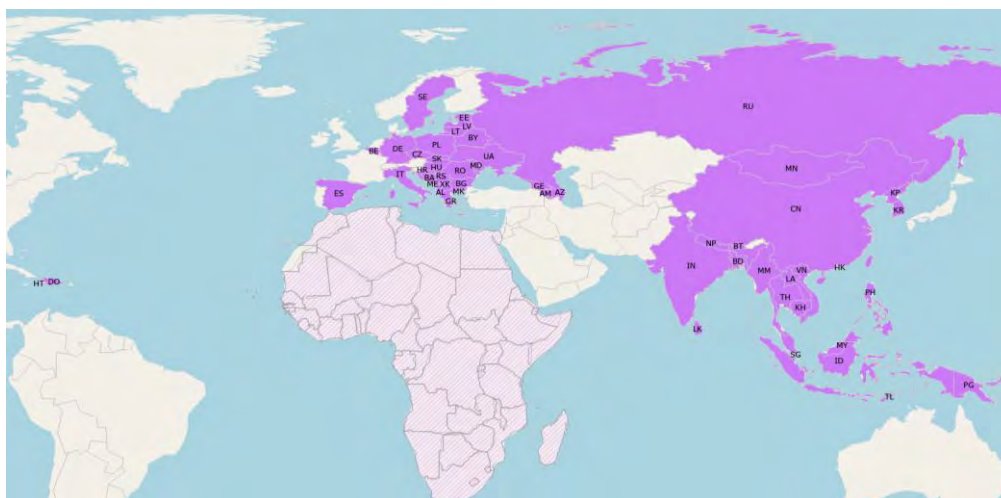 SE
RU
EE
LV
LT
BY
BE
DE
PL
CZ
SK
UA
HU
MD
HR
RO
IT
RS
BA
ME
XK
BG
AL
MK
ES
GR
GE
AM
AZ
MN
KP
KR
CN
NP
BT
IN
BD
MM
VN
HK
LA
HT
DO
TH
KH
PH
LK
MY
SG
ID
PG
TL